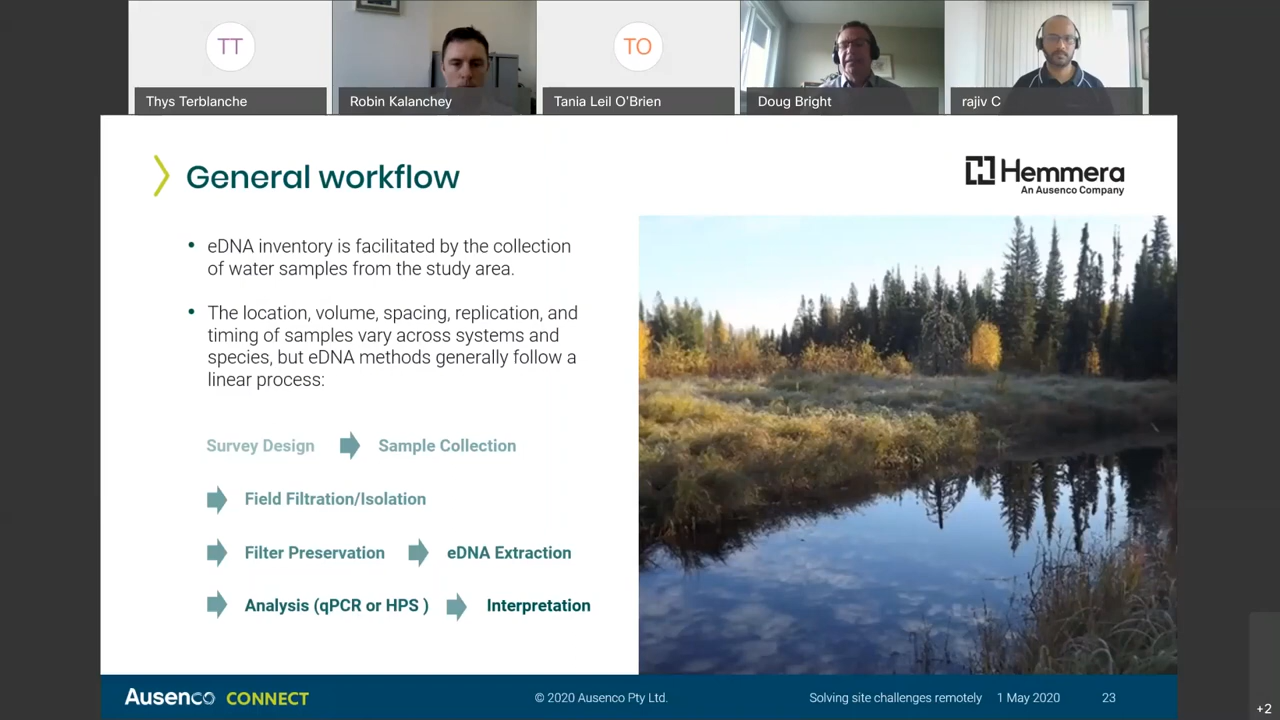 TT
TO
Thys Terblanche
Robin Kalanchey
Tania Leil O'Brien
Doug Bright
rajiv C
General workflow
Hemmera
An Ausenco Company
• eDNA inventory is facilitated by the collection
of water samples from the study area.
• The location, volume, spacing, replication, and
timing of samples vary across systems and
species, but eDNA methods generally follow a
linear process:
Survey Design Sample Collection
Field Filtration/Isolation
Filter Preservation eDNA Extraction
Analysis (qPCR or HPS ) Interpretation
Ausenco CONNECT
© 2020 Ausenco Pty Ltd.
Solving site challenges remotely 1 May 2020 23
+2